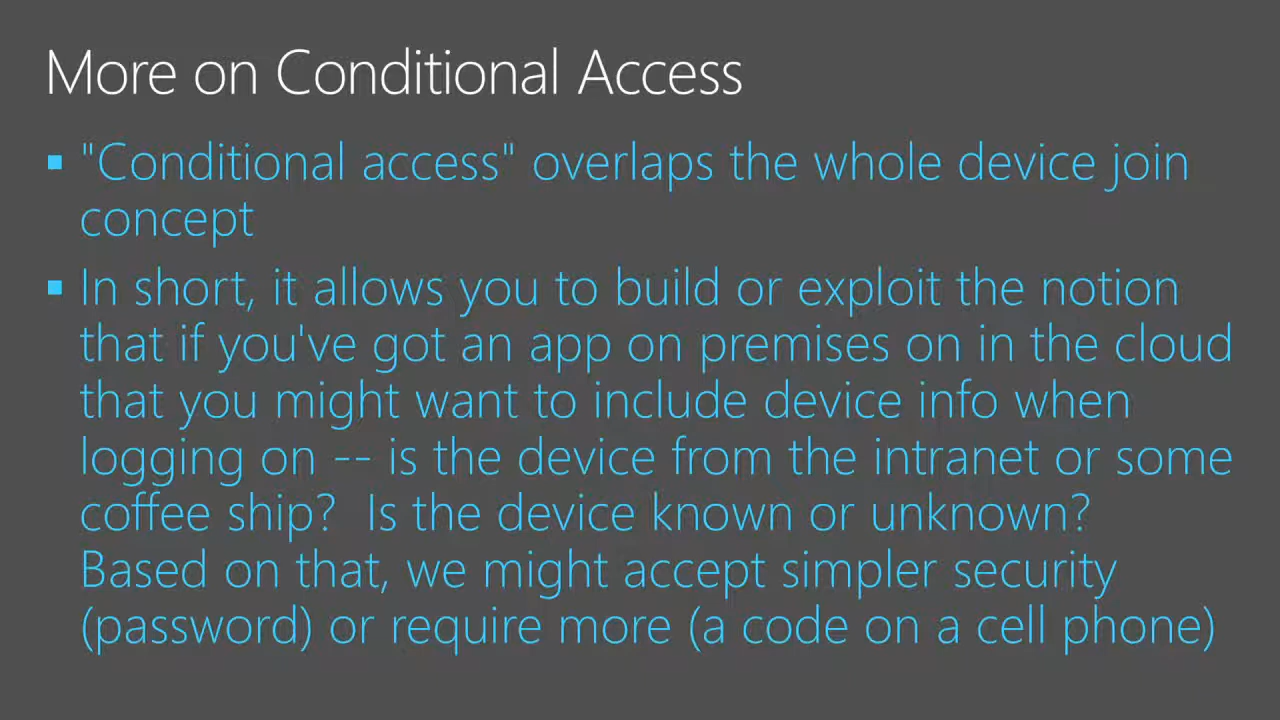 More on Conditional Access
▪ "Conditional access" overlaps the whole device join
concept
▪ In short, it allows you to build or exploit the notion
that if you've got an app on premises on in the cloud
that you might want to include device info when
logging on -- is the device from the intranet or some
coffee ship?  Is the device known or unknown?
Based on that, we might accept simpler security
(password) or require more (a code on a cell phone)